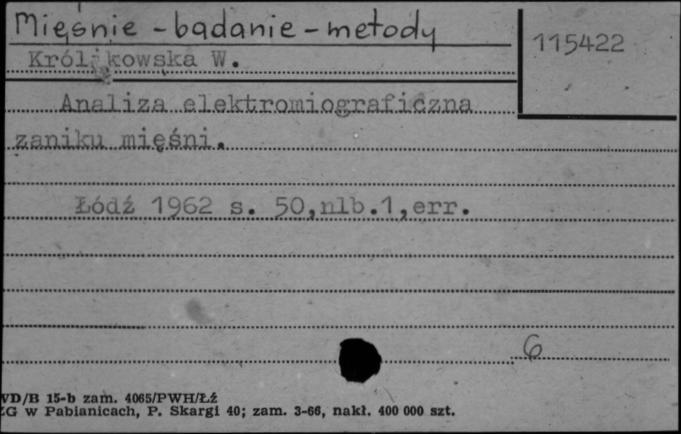 Mięśnie - badanie - metody
115422
Królikowska W.
Analiza elektromiograficzna
zaniku mięśni.
Łódź 1962 s. 50,nlb.1,err.
6
VD/B 15-b zam. 4065/PWH/Łź
ZG w Pabianicach, P. Skargi 40; zam. 3-66, nakł. 400 000 szt.